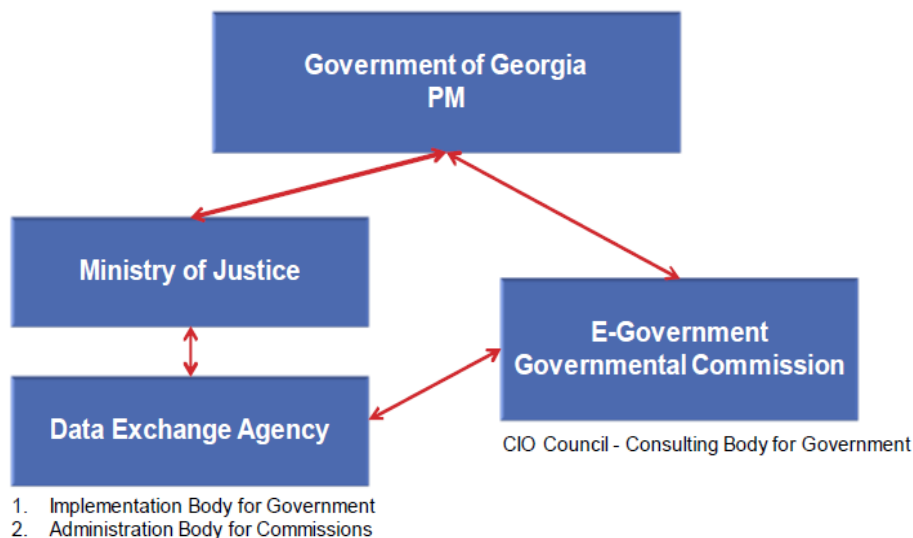 Government of Georgia
PM
Ministry of Justice
E-Government
Governmental Commission
Data Exchange Agency
CIO Council - Consulting Body for Government
1. Implementation Body for Government
2. Administration Body for Commissions